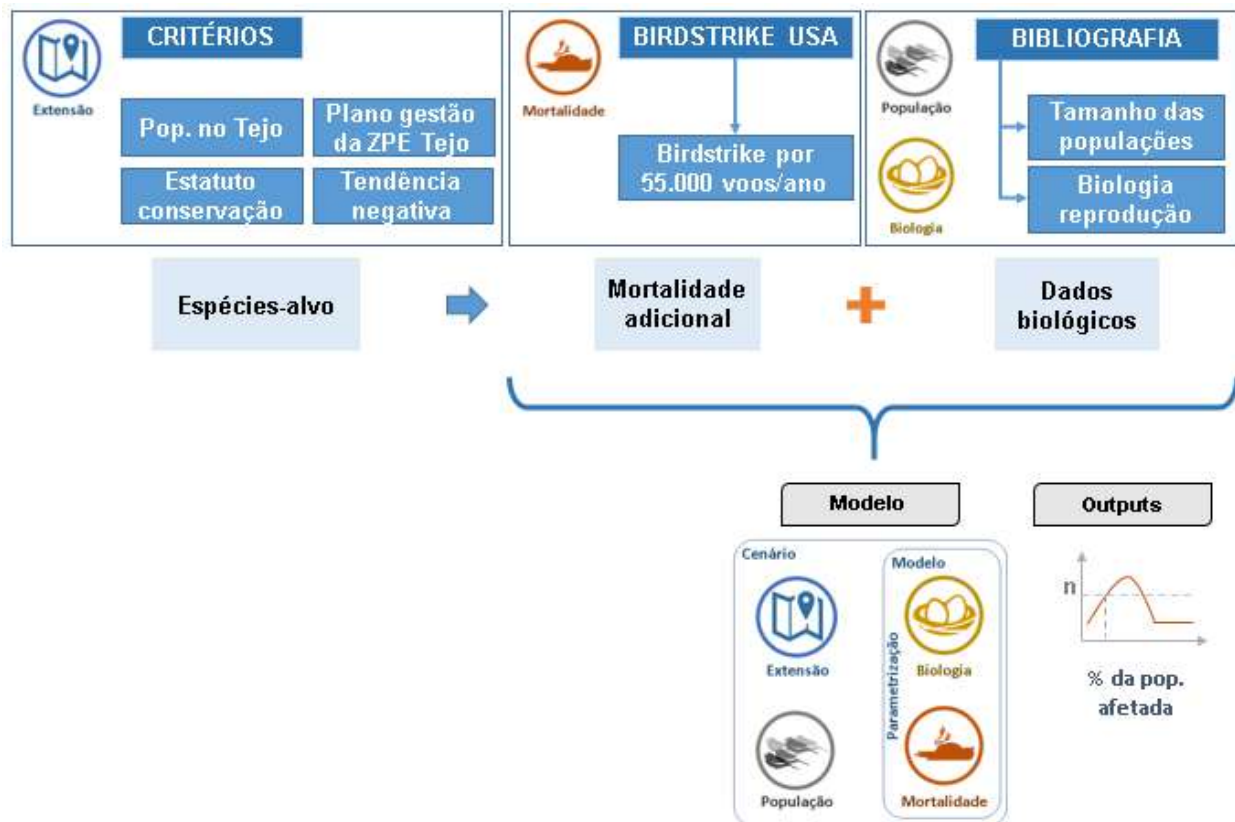 CRITÉRIOS
Extensão
Pop. no Tejo
Plano gestão
da ZPE Tejo
Estatuto
conservação
Tendência
negativa
BIRDSTRIKE USA
Mortalidade
Birdstrike por
55.000 voos/ano
BIBLIOGRAFIA
População
Tamanho das
populações
Biologia
Biologia
reprodução
Espécies-alvo
Mortalidade
adicional
Dados
biológicos
Modelo
Outputs
Cenário
Modelo
Extensão
Biologia
Parametrização
População
Mortalidade
n
% da pop.
afetada